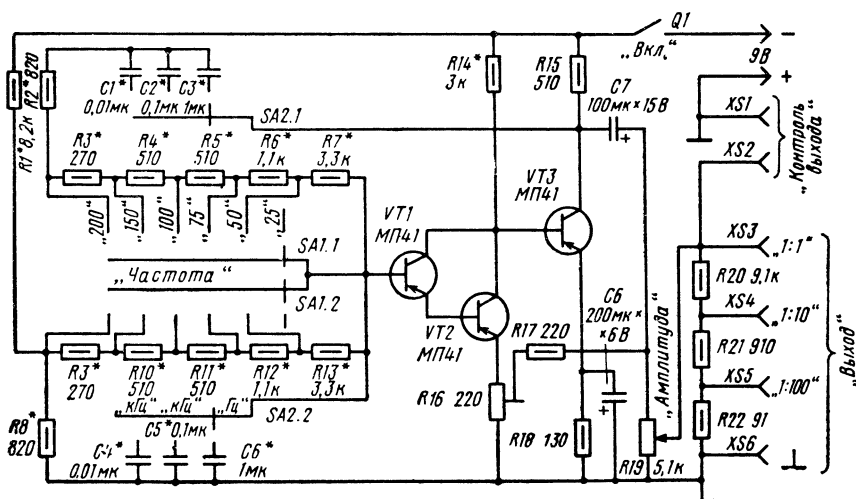 Q1
„Вкл."
−
9В
+
R1* 8,2к
R2* 820
C1*
0,01мк
C2*
0,1мк
C3*
1мк
SA2.1
R14*
3к
R15
510
C7
100мк×15В
XS1
XS2
„Контроль
выхода"
R3*
270
R4*
510
R5*
510
R6*
1,1к
R7*
3,3к
„200"
„150"
„100"
„75"
„50"
„25"
SA1.1
„Частота"
SA1.2
VT1
МП41
VT2
МП41
VT3
МП41
XS3
„1:1"
R20 9,1к
XS4
„1:10"
R21 910
XS5
„1:100"
R22 91
XS6
„Выход"
C6
200мк×
×6В
„Амплитуда"
R17 220
R16 220
R18 130
R19
5,1к
R3*
270
R10*
510
R11*
510
R12*
1,1к
R13*
3,3к
„кГц"
„кГц"
„Гц"
SA2.2
R8*
820
C4*
0,01мк
C5* 0,1мк
C6*
1мк